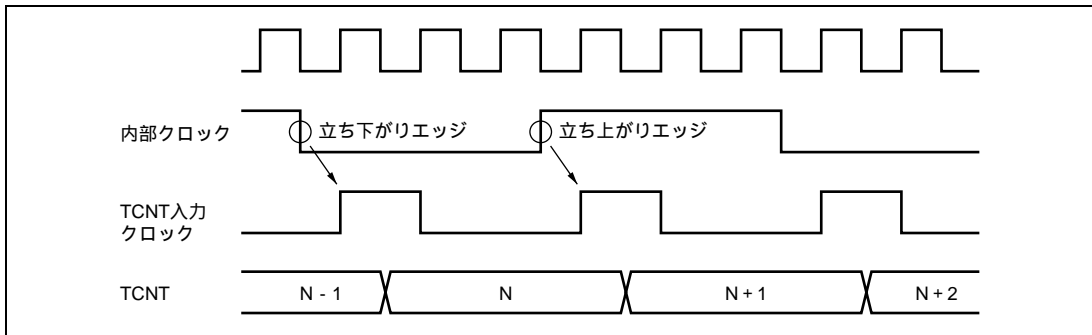 内部クロック
立ち下がりエッジ
立ち上がりエッジ
TCNT入力
クロック
TCNT
N - 1
N
N + 1
N + 2